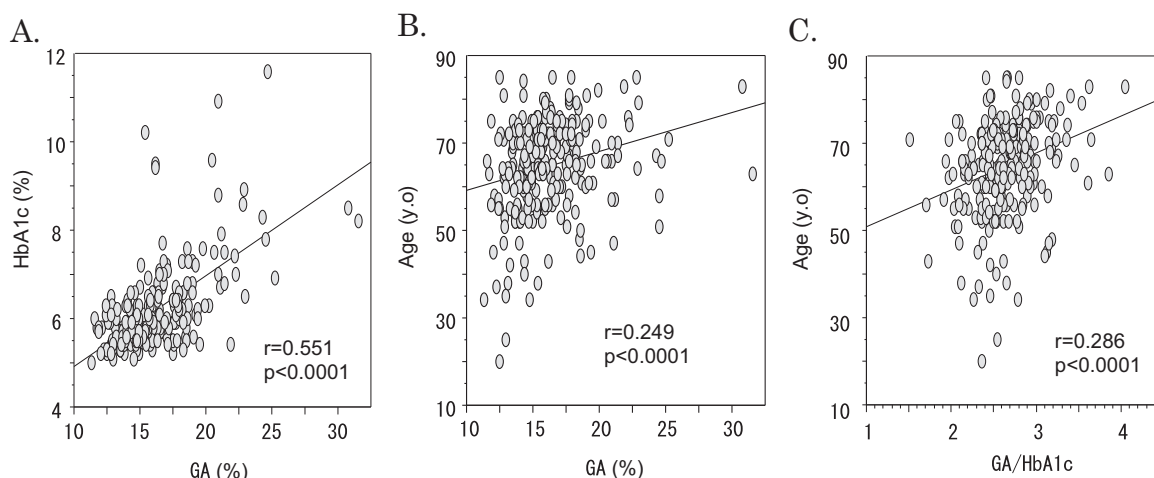 A.
12
10
8
6
4
HbA1c (%)
r=0.551
p<0.0001
10 15 20 25 30
GA (%)
B.
90
70
50
30
10
Age (y.o)
r=0.249
p<0.0001
10 15 20 25 30
GA (%)
C.
90
70
50
30
10
Age (y.o)
r=0.286
p<0.0001
1 2 3 4
GA/HbA1c